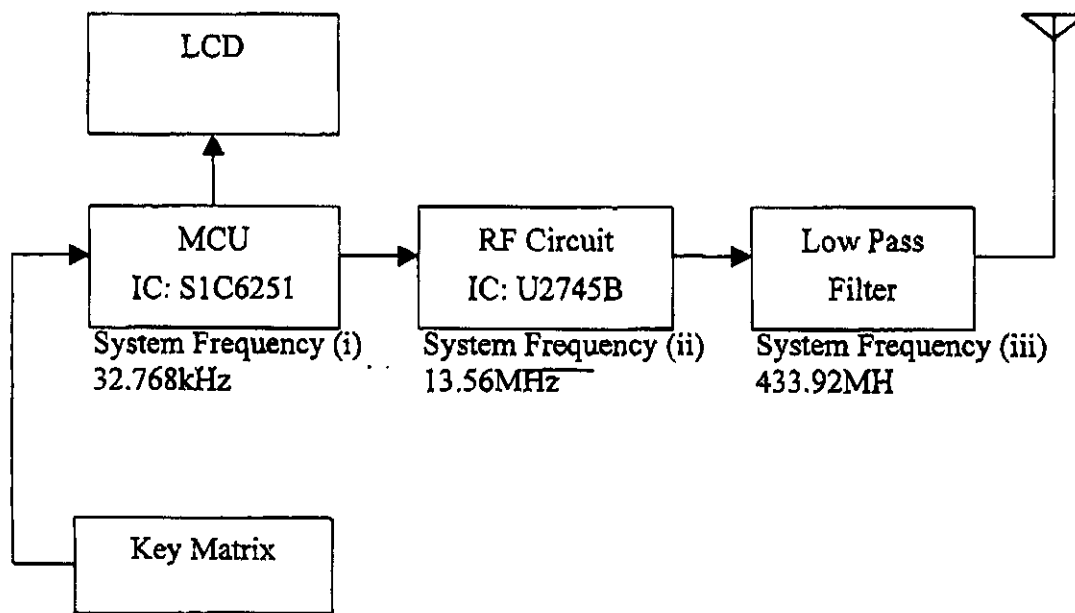 LCD
MCU
IC: S1C6251
System Frequency (i)
32.768kHz
RF Circuit
IC: U2745B
System Frequency (ii)
13.56MHz
Low Pass
Filter
System Frequency (iii)
433.92MH
Key Matrix